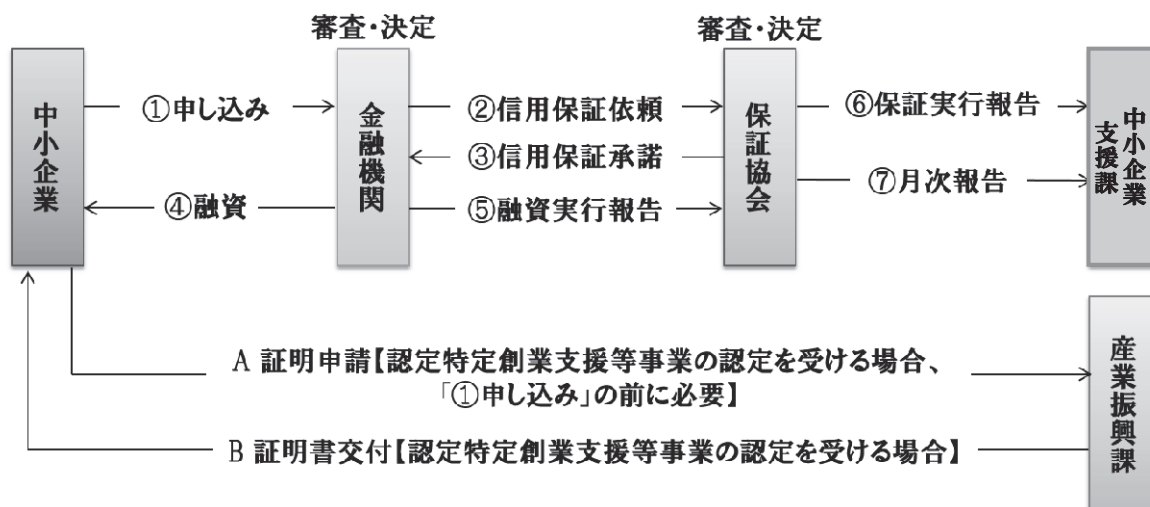 審査・決定
審査・決定
中小企業
①申し込み
④融資
金融機関
②信用保証依頼
③信用保証承諾
⑤融資実行報告
保証協会
⑥保証実行報告
⑦月次報告
中小企業
支援課
A 証明申請【認定特定創業支援等事業の認定を受ける場合、
「①申し込み」の前に必要】
B 証明書交付【認定特定創業支援等事業の認定を受ける場合】
産業振興課